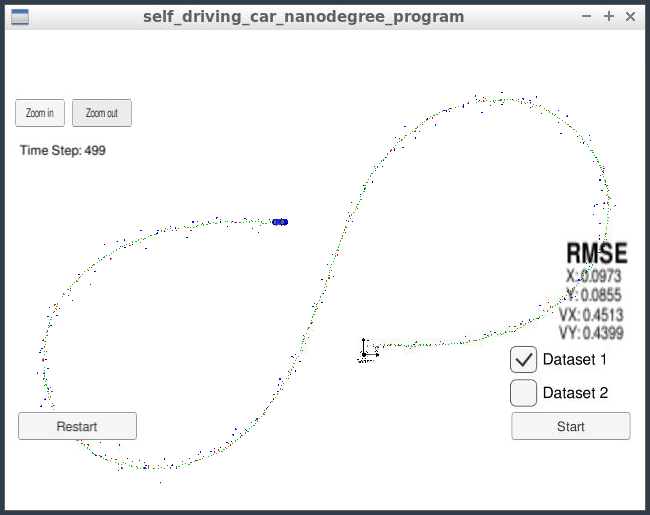 self_driving_car_nanodegree_program
Zoom in
Zoom out
Time Step: 499
RMSE
X: 0.0973
Y: 0.0855
VX: 0.4513
VY: 0.4399
Dataset 1
Dataset 2
Restart
Start